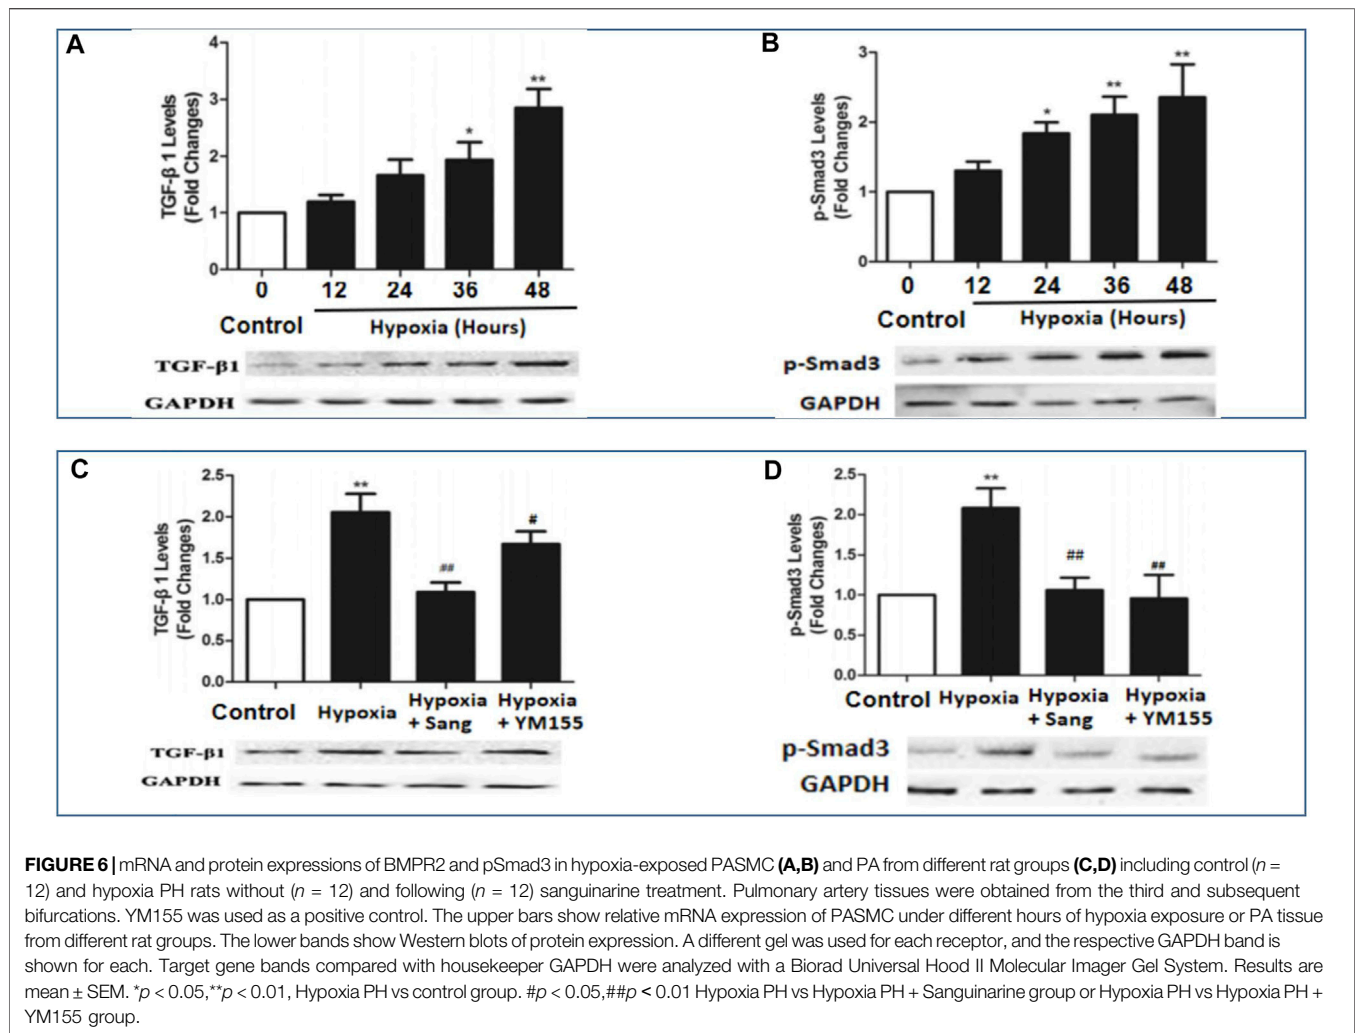 A
4
3
2
1
0
TGF-β 1 Levels
(Fold Changes)
*
**
0 12 24 36 48
Control Hypoxia (Hours)
TGF-β1
GAPDH
B
3
2
1
0
p-Smad3 Levels
(Fold Changes)
*
**
**
0 12 24 36 48
Control Hypoxia (Hours)
p-Smad3
GAPDH
C
2.5
2.0
1.5
1.0
0.5
0.0
TGF-β 1 Levels
(Fold Changes)
**
##
#
Control Hypoxia Hypoxia + Sang Hypoxia + YM155
TGF-β1
GAPDH
D
2.5
2.0
1.5
1.0
0.5
0.0
p-Smad3 Levels
(Fold Changes)
**
##
##
Control Hypoxia Hypoxia + Sang Hypoxia + YM155
p-Smad3
GAPDH
FIGURE 6 | mRNA and protein expressions of BMPR2 and pSmad3 in hypoxia-exposed PASMC (A,B) and PA from different rat groups (C,D) including control (n =
12) and hypoxia PH rats without (n = 12) and following (n = 12) sanguinarine treatment. Pulmonary artery tissues were obtained from the third and subsequent
bifurcations. YM155 was used as a positive control. The upper bars show relative mRNA expression of PASMC under different hours of hypoxia exposure or PA tissue
from different rat groups. The lower bands show Western blots of protein expression. A different gel was used for each receptor, and the respective GAPDH band is
shown for each. Target gene bands compared with housekeeper GAPDH were analyzed with a Biorad Universal Hood II Molecular Imager Gel System. Results are
mean ± SEM. *p < 0.05,**p < 0.01, Hypoxia PH vs control group. #p < 0.05,##p < 0.01 Hypoxia PH vs Hypoxia PH + Sanguinarine group or Hypoxia PH vs Hypoxia PH +
YM155 group.